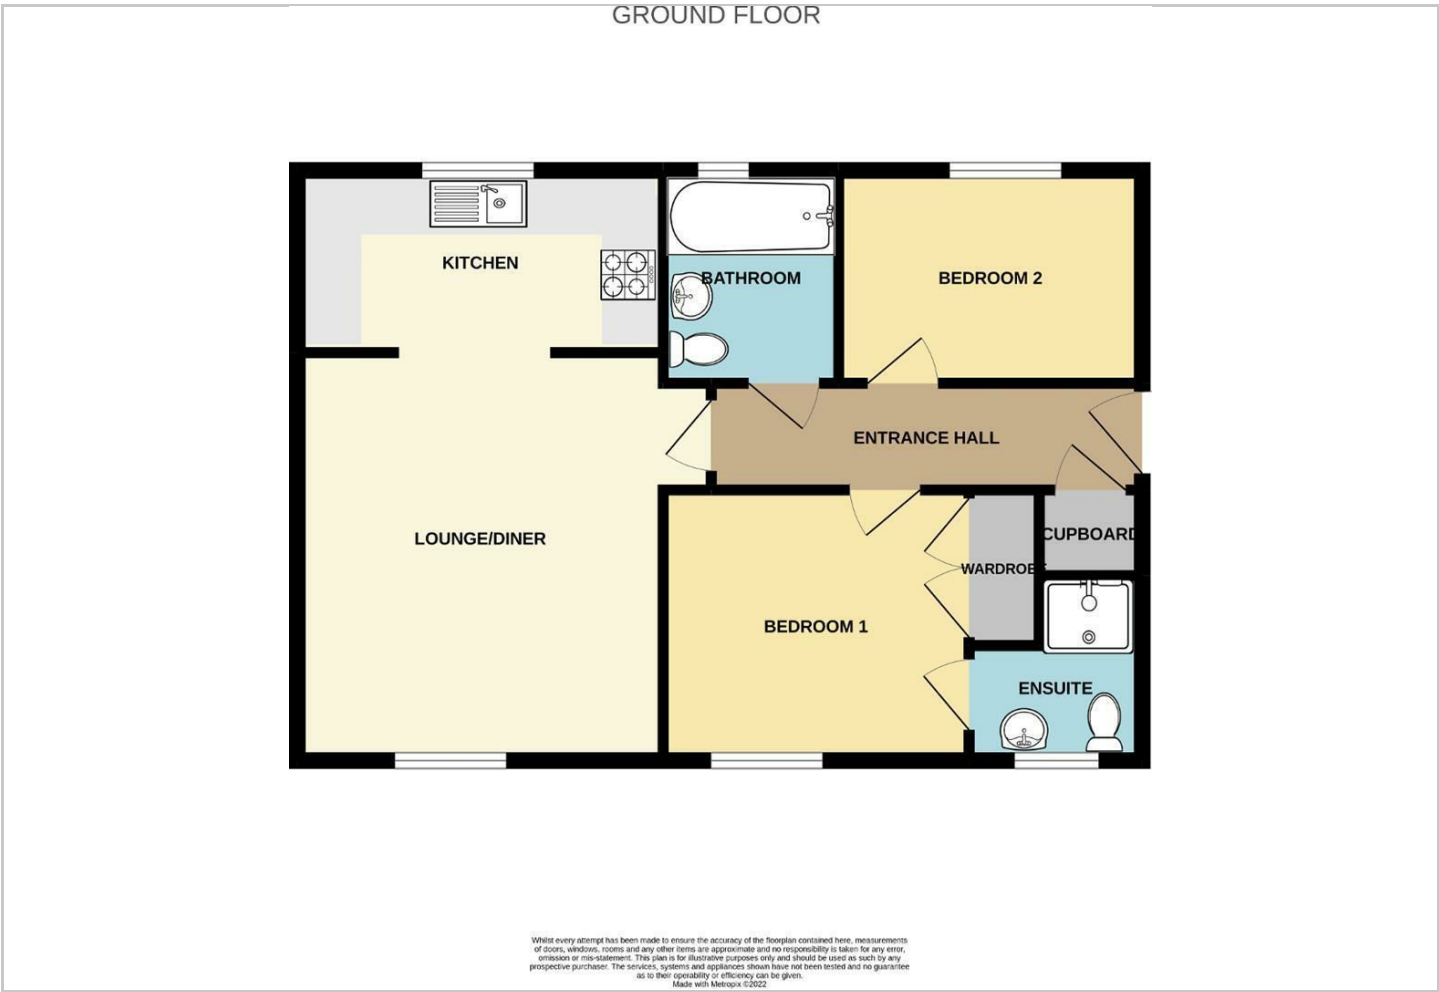 GROUND FLOOR
KITCHEN
BATHROOM
BEDROOM 2
ENTRANCE HALL
LOUNGE/DINER
CUPBOARD
WARDROBE
BEDROOM 1
ENSUITE
Whilst every attempt has been made to ensure the accuracy of the floorplan contained here, measurements
of doors, windows, rooms and any other items are approximate and no responsibility is taken for any error,
omission or mis-statement. This plan is for illustrative purposes only and should be used as such by any
prospective purchaser. The services, systems and appliances shown have not been tested and no guarantee
as to their operability or efficiency can be given.
Made with Metropix ©2022